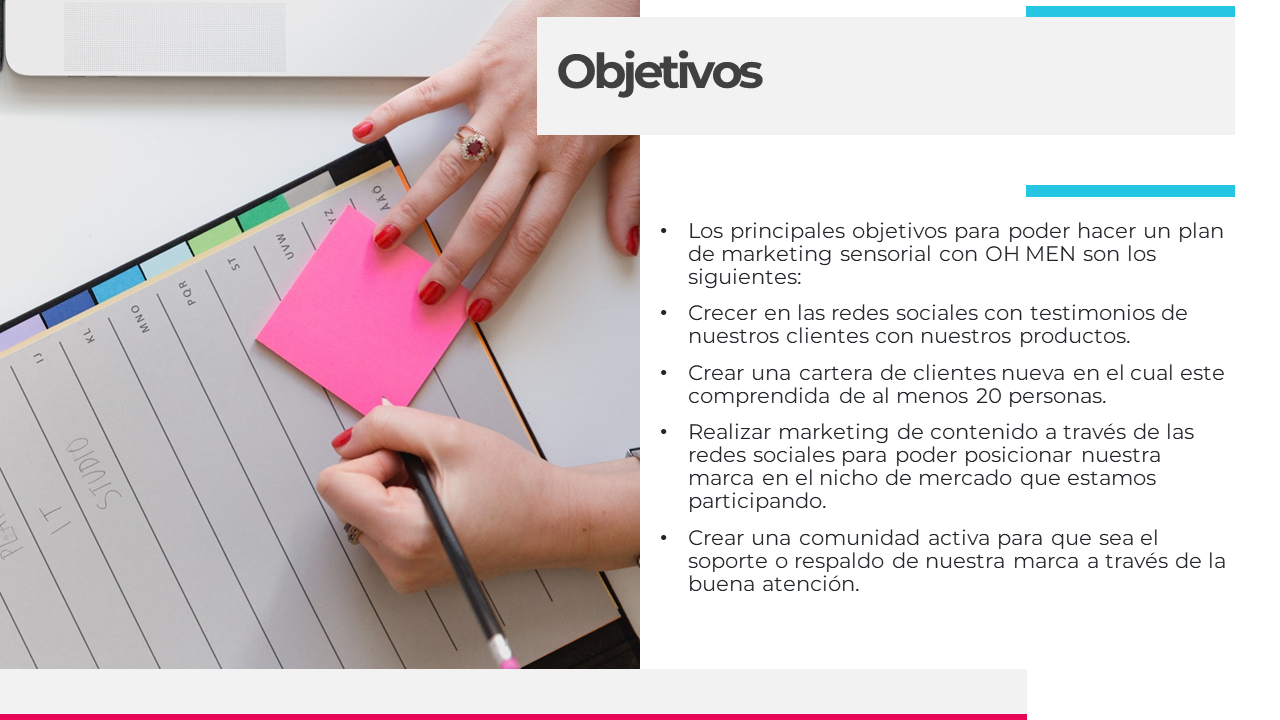 Objetivos
• Los principales objetivos para poder hacer un plan
de marketing sensorial con OH MEN son los
siguientes:
• Crecer en las redes sociales con testimonios de
nuestros clientes con nuestros productos.
• Crear una cartera de clientes nueva en el cual este
comprendida de al menos 20 personas.
• Realizar marketing de contenido a través de las
redes sociales para poder posicionar nuestra
marca en el nicho de mercado que estamos
participando.
• Crear una comunidad activa para que sea el
soporte o respaldo de nuestra marca a través de la
buena atención.
IJ
KL
MNO
PQR
ST
UVW
YZ
ÅÄÖ
IT
STUDIO